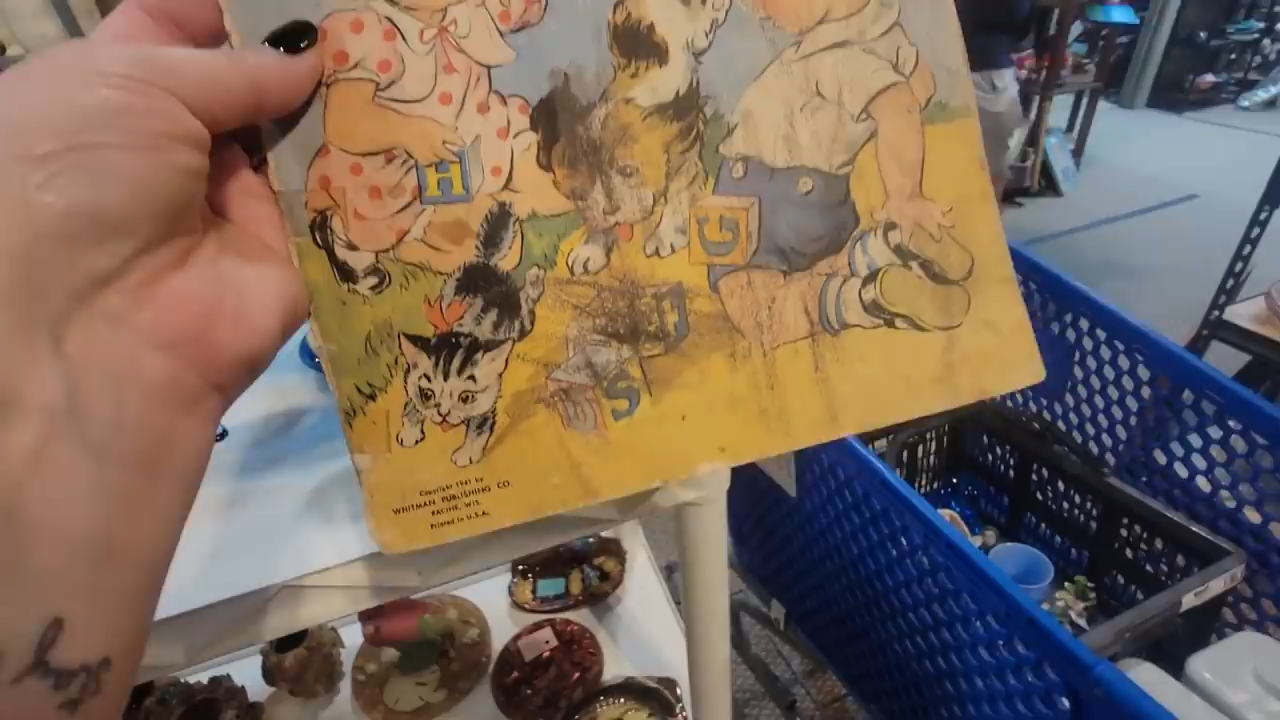 H
G
J
S
Copyright 1941 by
WHITMAN PUBLISHING CO.
RACINE, WIS.
Printed in U.S.A.